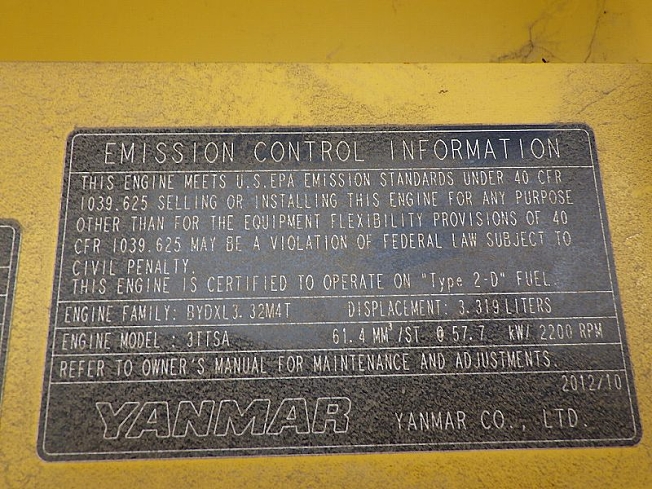 EMISSION CONTROL INFORMATION
THIS ENGINE MEETS U.S.EPA EMISSION STANDARDS UNDER 40 CFR
1039.625 SELLING OR INSTALLING THIS ENGINE FOR ANY PURPOSE
OTHER THAN FOR THE EQUIPMENT FLEXIBILITY PROVISIONS OF 40
CFR 1039.625 MAY BE A VIOLATION OF FEDERAL LAW SUBJECT TO
CIVIL PENALTY.
THIS ENGINE IS CERTIFIED TO OPERATE ON "Type 2-D" FUEL.
ENGINE FAMILY: BYDXL3.32M4T DISPLACEMENT: 3.319 LITERS
ENGINE MODEL : 3TTSA 61.4 MM³/ST @ 57.7 kW/ 2200 RPM
REFER TO OWNER'S MANUAL FOR MAINTENANCE AND ADJUSTMENTS.
2012/10
YANMAR YANMAR CO., LTD.